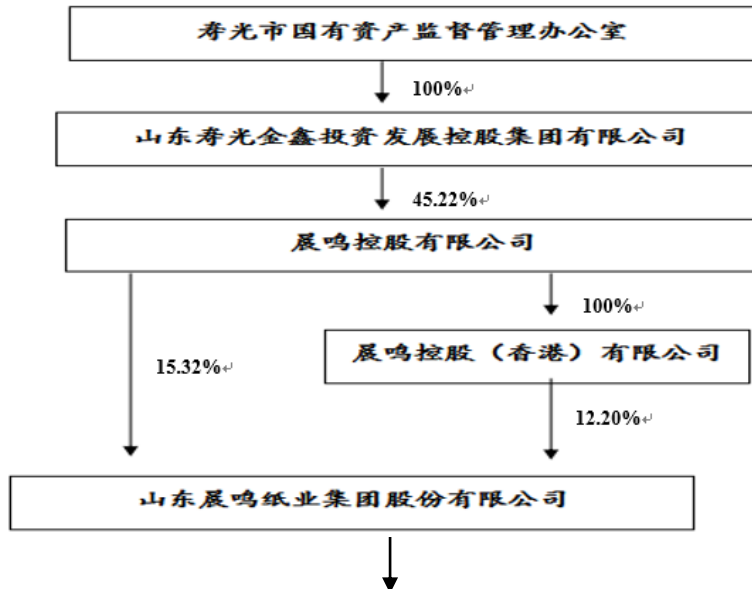 寿光市国有资产监督管理办公室
100%
山东寿光金鑫投资发展控股集团有限公司
45.22%
晨鸣控股有限公司
100%
晨鸣控股（香港）有限公司
15.32%
12.20%
山东晨鸣纸业集团股份有限公司